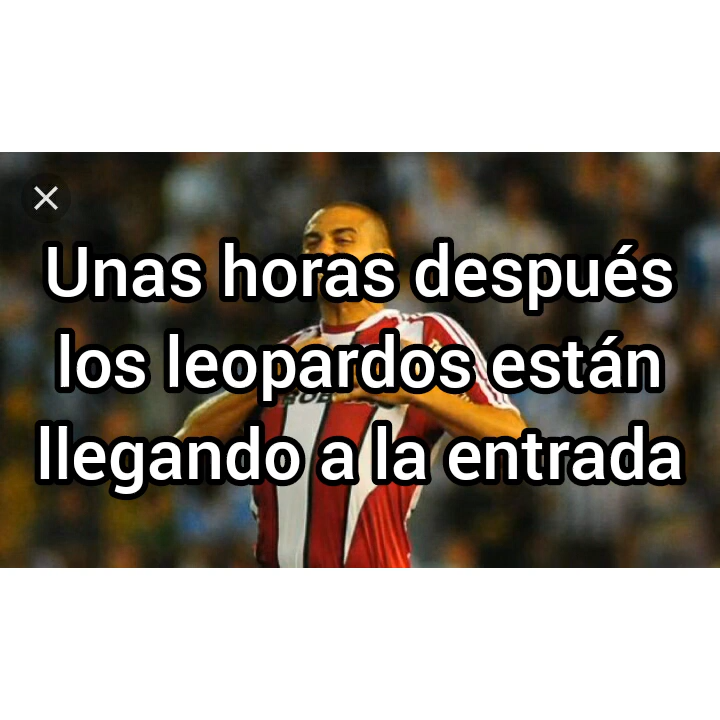 Unas horas después
los leopardos están
llegando a la entrada